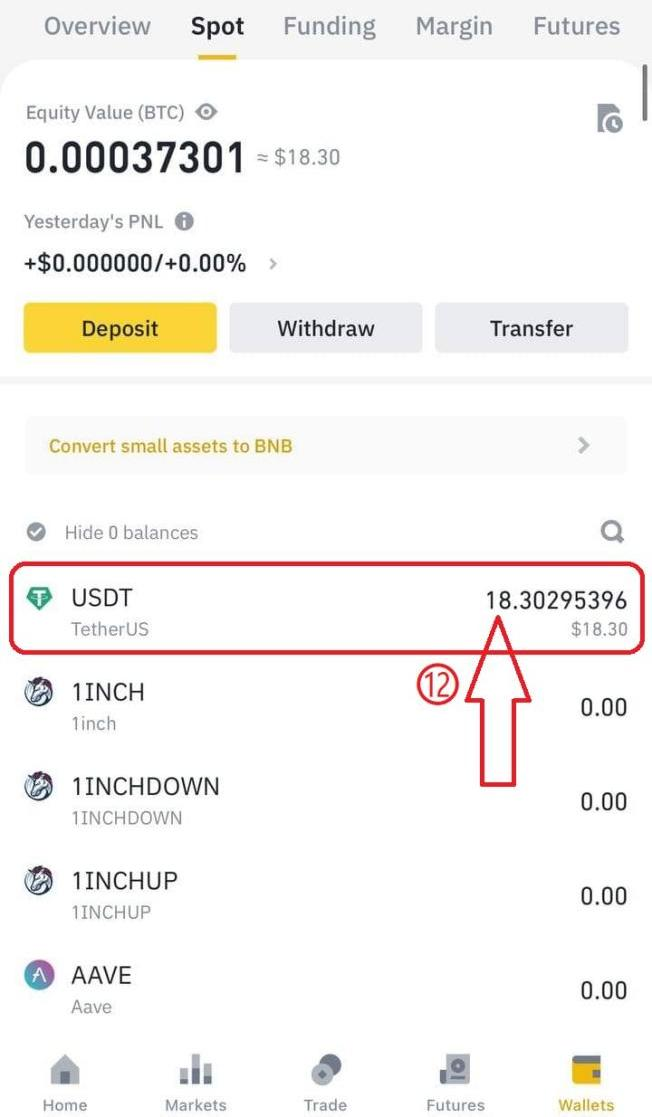 Overview Spot Funding Margin Futures
Equity Value (BTC)
0.00037301 ≈ $18.30
Yesterday's PNL
+$0.000000/+0.00% >
Deposit Withdraw Transfer
Convert small assets to BNB >
Hide 0 balances
USDT 18.30295396
TetherUS $18.30
⑫
1INCH 0.00
1inch
1INCHDOWN 0.00
1INCHDOWN
1INCHUP 0.00
1INCHUP
AAVE 0.00
Aave
Home Markets Trade Futures Wallets